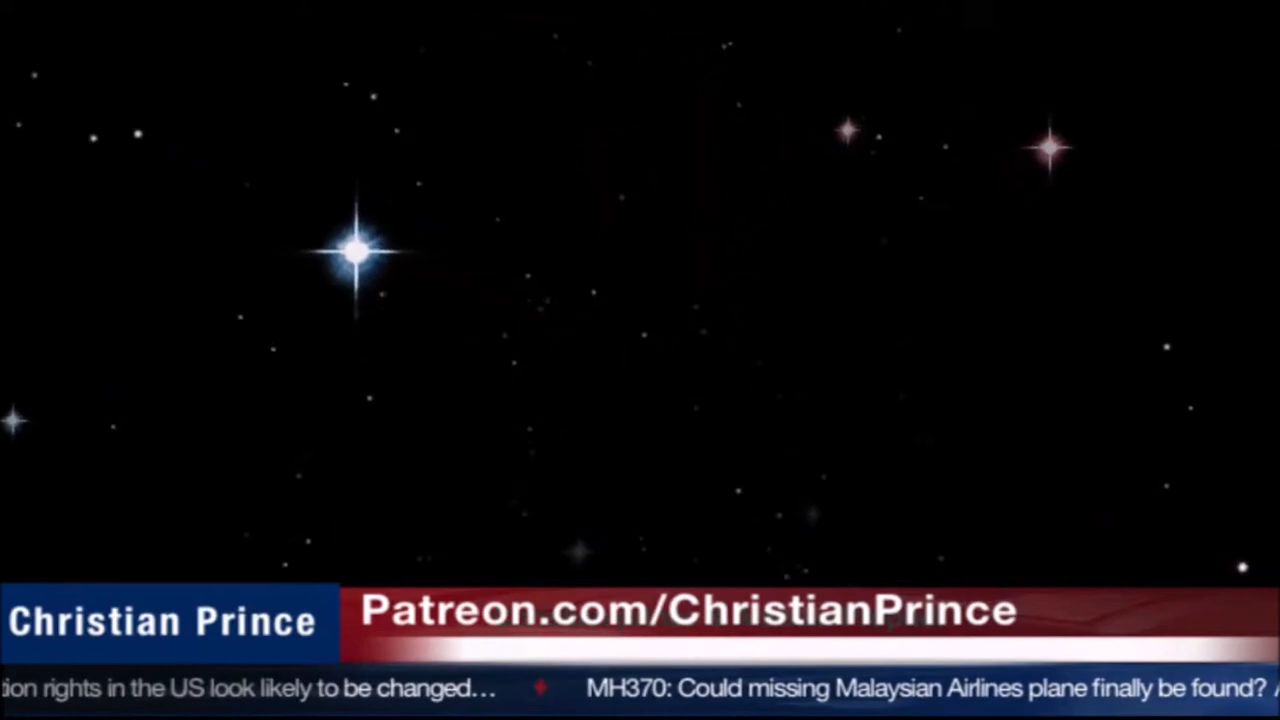 Christian Prince
Patreon.com/ChristianPrince
tion rights in the US look likely to be changed... ♦ MH370: Could missing Malaysian Airlines plane finally be found?